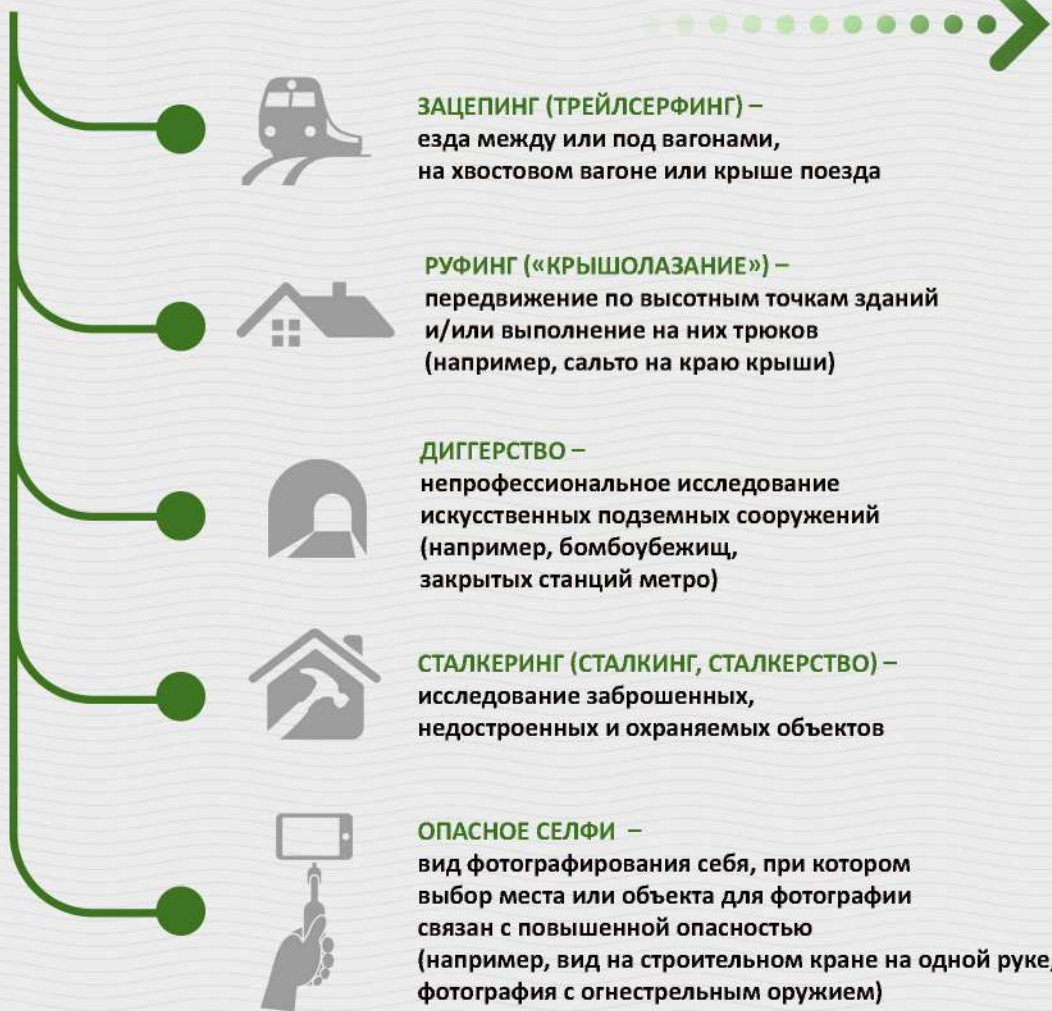 ЗАЦЕПИНГ (ТРЕЙЛСЕРФИНГ) –
езда между или под вагонами,
на хвостовом вагоне или крыше поезда
РУФИНГ («КРЫШОЛАЗАНИЕ») –
передвижение по высотным точкам зданий
и/или выполнение на них трюков
(например, сальто на краю крыши)
ДИГГЕРСТВО –
непрофессиональное исследование
искусственных подземных сооружений
(например, бомбоубежищ,
закрытых станций метро)
СТАЛКЕРИНГ (СТАЛКИНГ, СТАЛКЕРСТВО) –
исследование заброшенных,
недостроенных и охраняемых объектов
ОПАСНОЕ СЕЛФИ –
вид фотографирования себя, при котором
выбор места или объекта для фотографии
связан с повышенной опасностью
(например, вид на строительном кране на одной руке,
фотография с огнестрельным оружием)